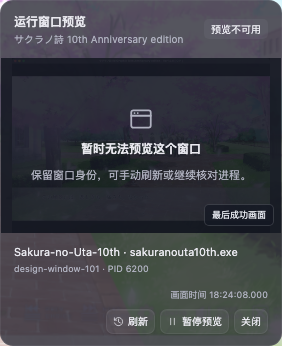 运行窗口预览
サクラノ詩 10th Anniversary edition
预览不可用
暂时无法预览这个窗口
保留窗口身份，可手动刷新或继续核对进程。
最后成功画面
Sakura-no-Uta-10th · sakuranouta10th.exe
design-window-101 · PID 6200
画面时间 18:24:08.000
刷新
暂停预览
关闭